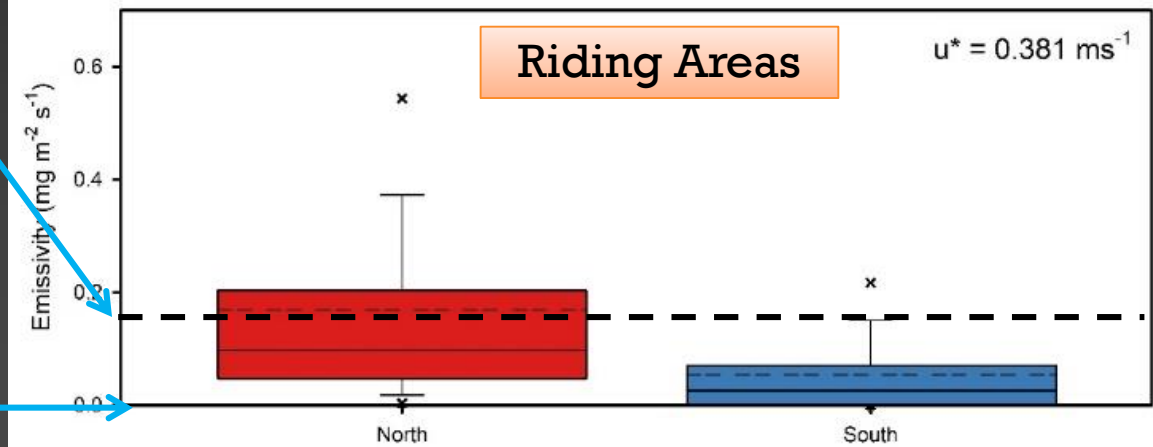 Riding Areas
u* = 0.381 ms⁻¹
Emissivity (mg m⁻² s⁻¹)
0.6
0.4
0.2
0.0
North
South